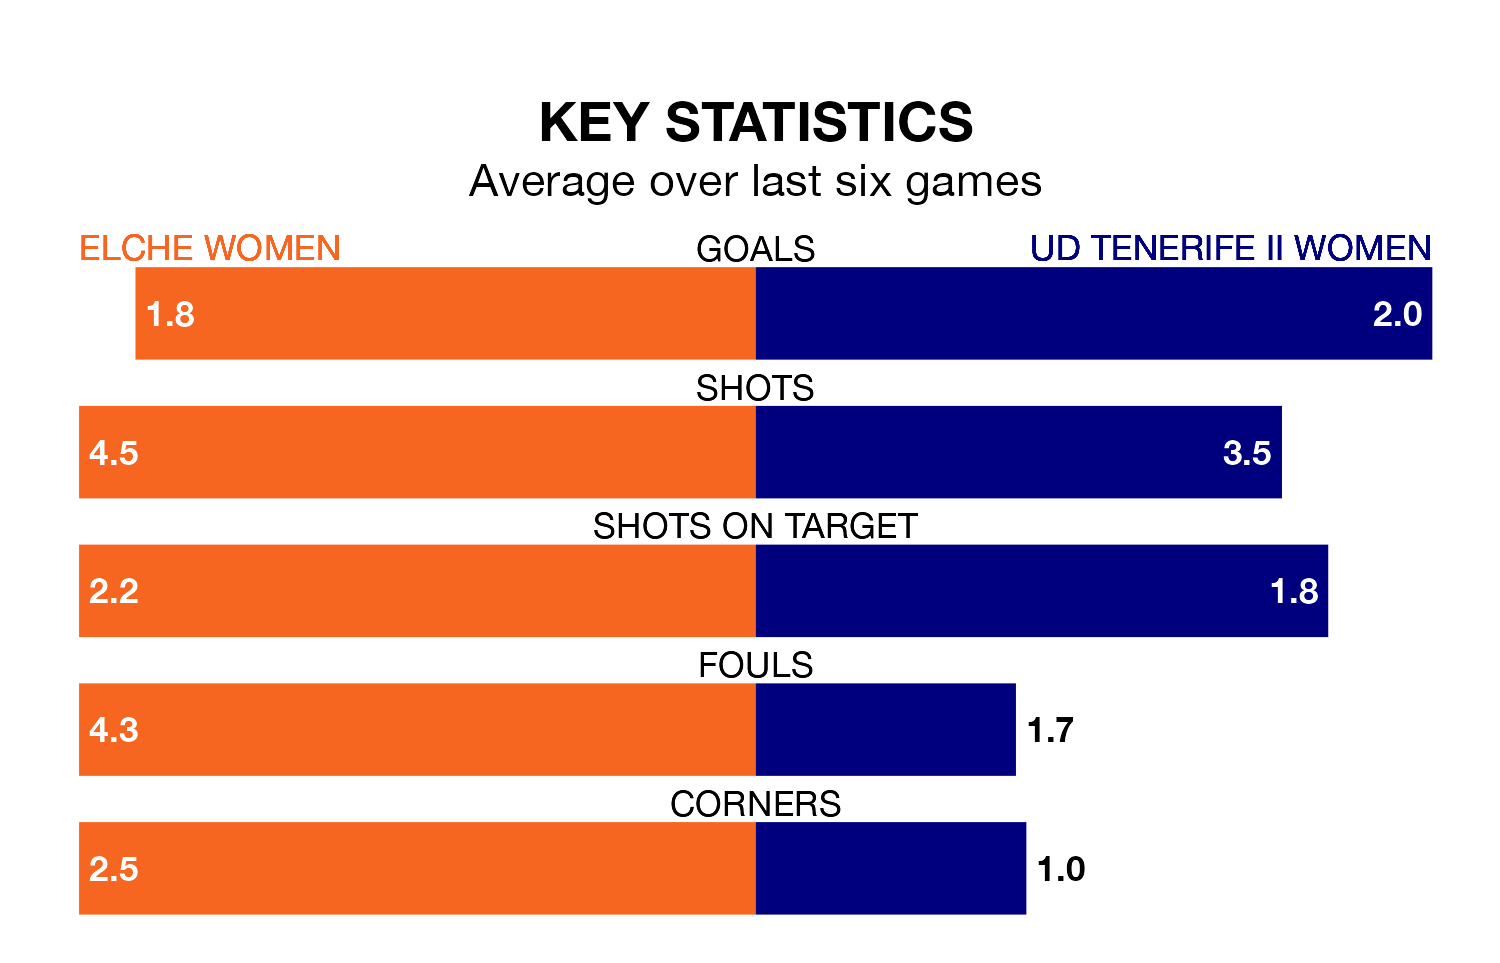 KEY STATISTICS
Average over last six games
ELCHE WOMEN GOALS UD TENERIFE II WOMEN
1.8 2.0
SHOTS
4.5 3.5
SHOTS ON TARGET
2.2 1.8
FOULS
4.3 1.7
CORNERS
2.5 1.0